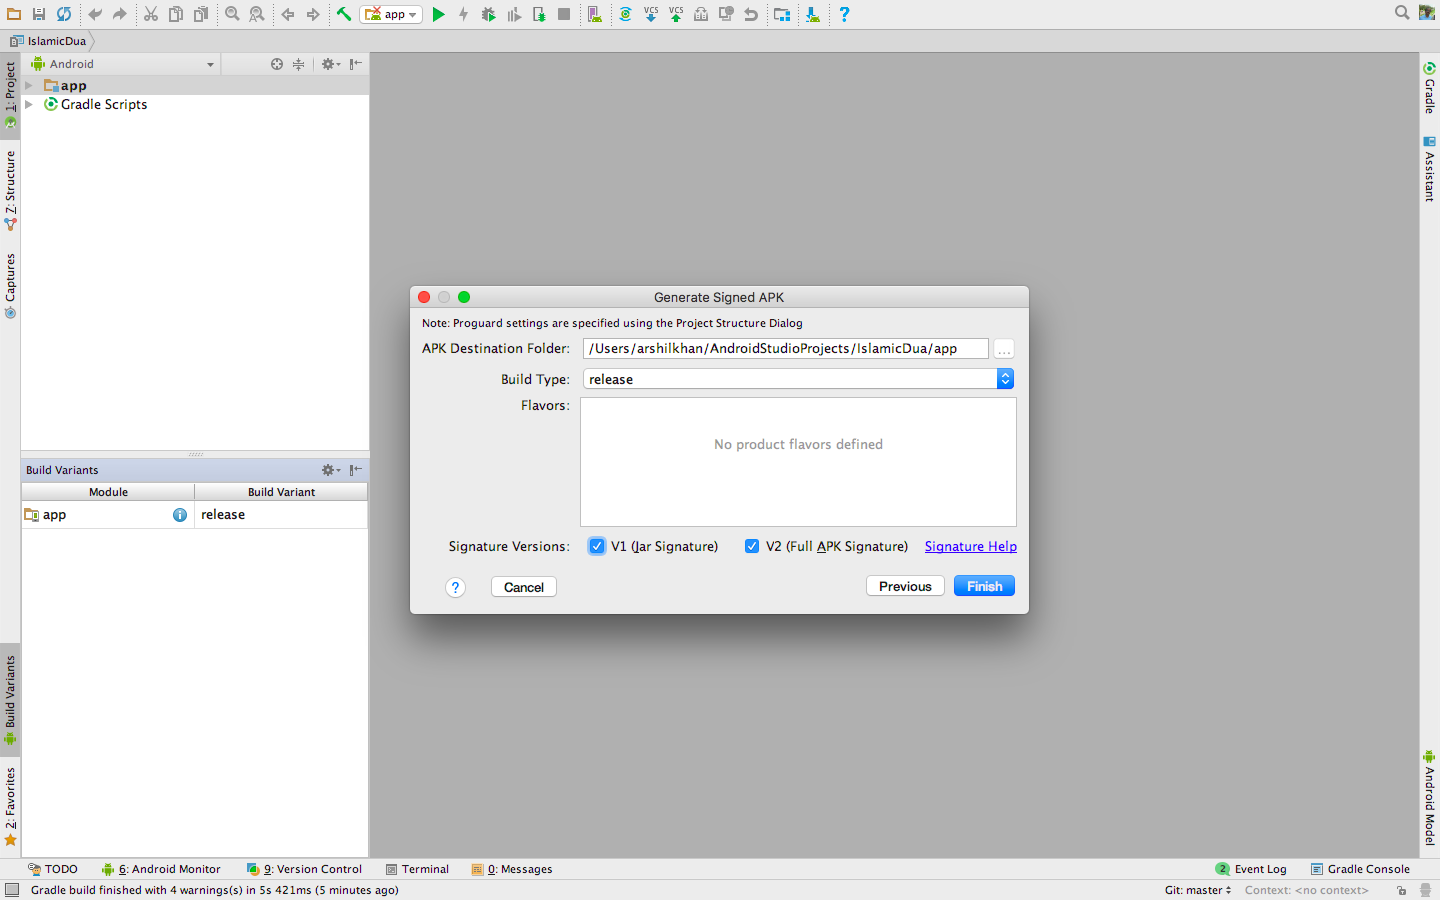 app
VCS
VCS
?
IslamicDua
Android
app
Gradle Scripts
1: Project
7: Structure
Captures
Build Variants
2: Favorites
Gradle
Assistant
Android Model
Generate Signed APK
Note: Proguard settings are specified using the Project Structure Dialog
APK Destination Folder: /Users/arshilkhan/AndroidStudioProjects/IslamicDua/app ...
Build Type: release
Flavors:
No product flavors defined
Signature Versions: V1 (Jar Signature) V2 (Full APK Signature) Signature Help
? Cancel Previous Finish
Build Variants
Module Build Variant
app release
TODO 6: Android Monitor 9: Version Control Terminal 0: Messages 2 Event Log Gradle Console
Gradle build finished with 4 warnings(s) in 5s 421ms (5 minutes ago) Git: master Context: <no context>